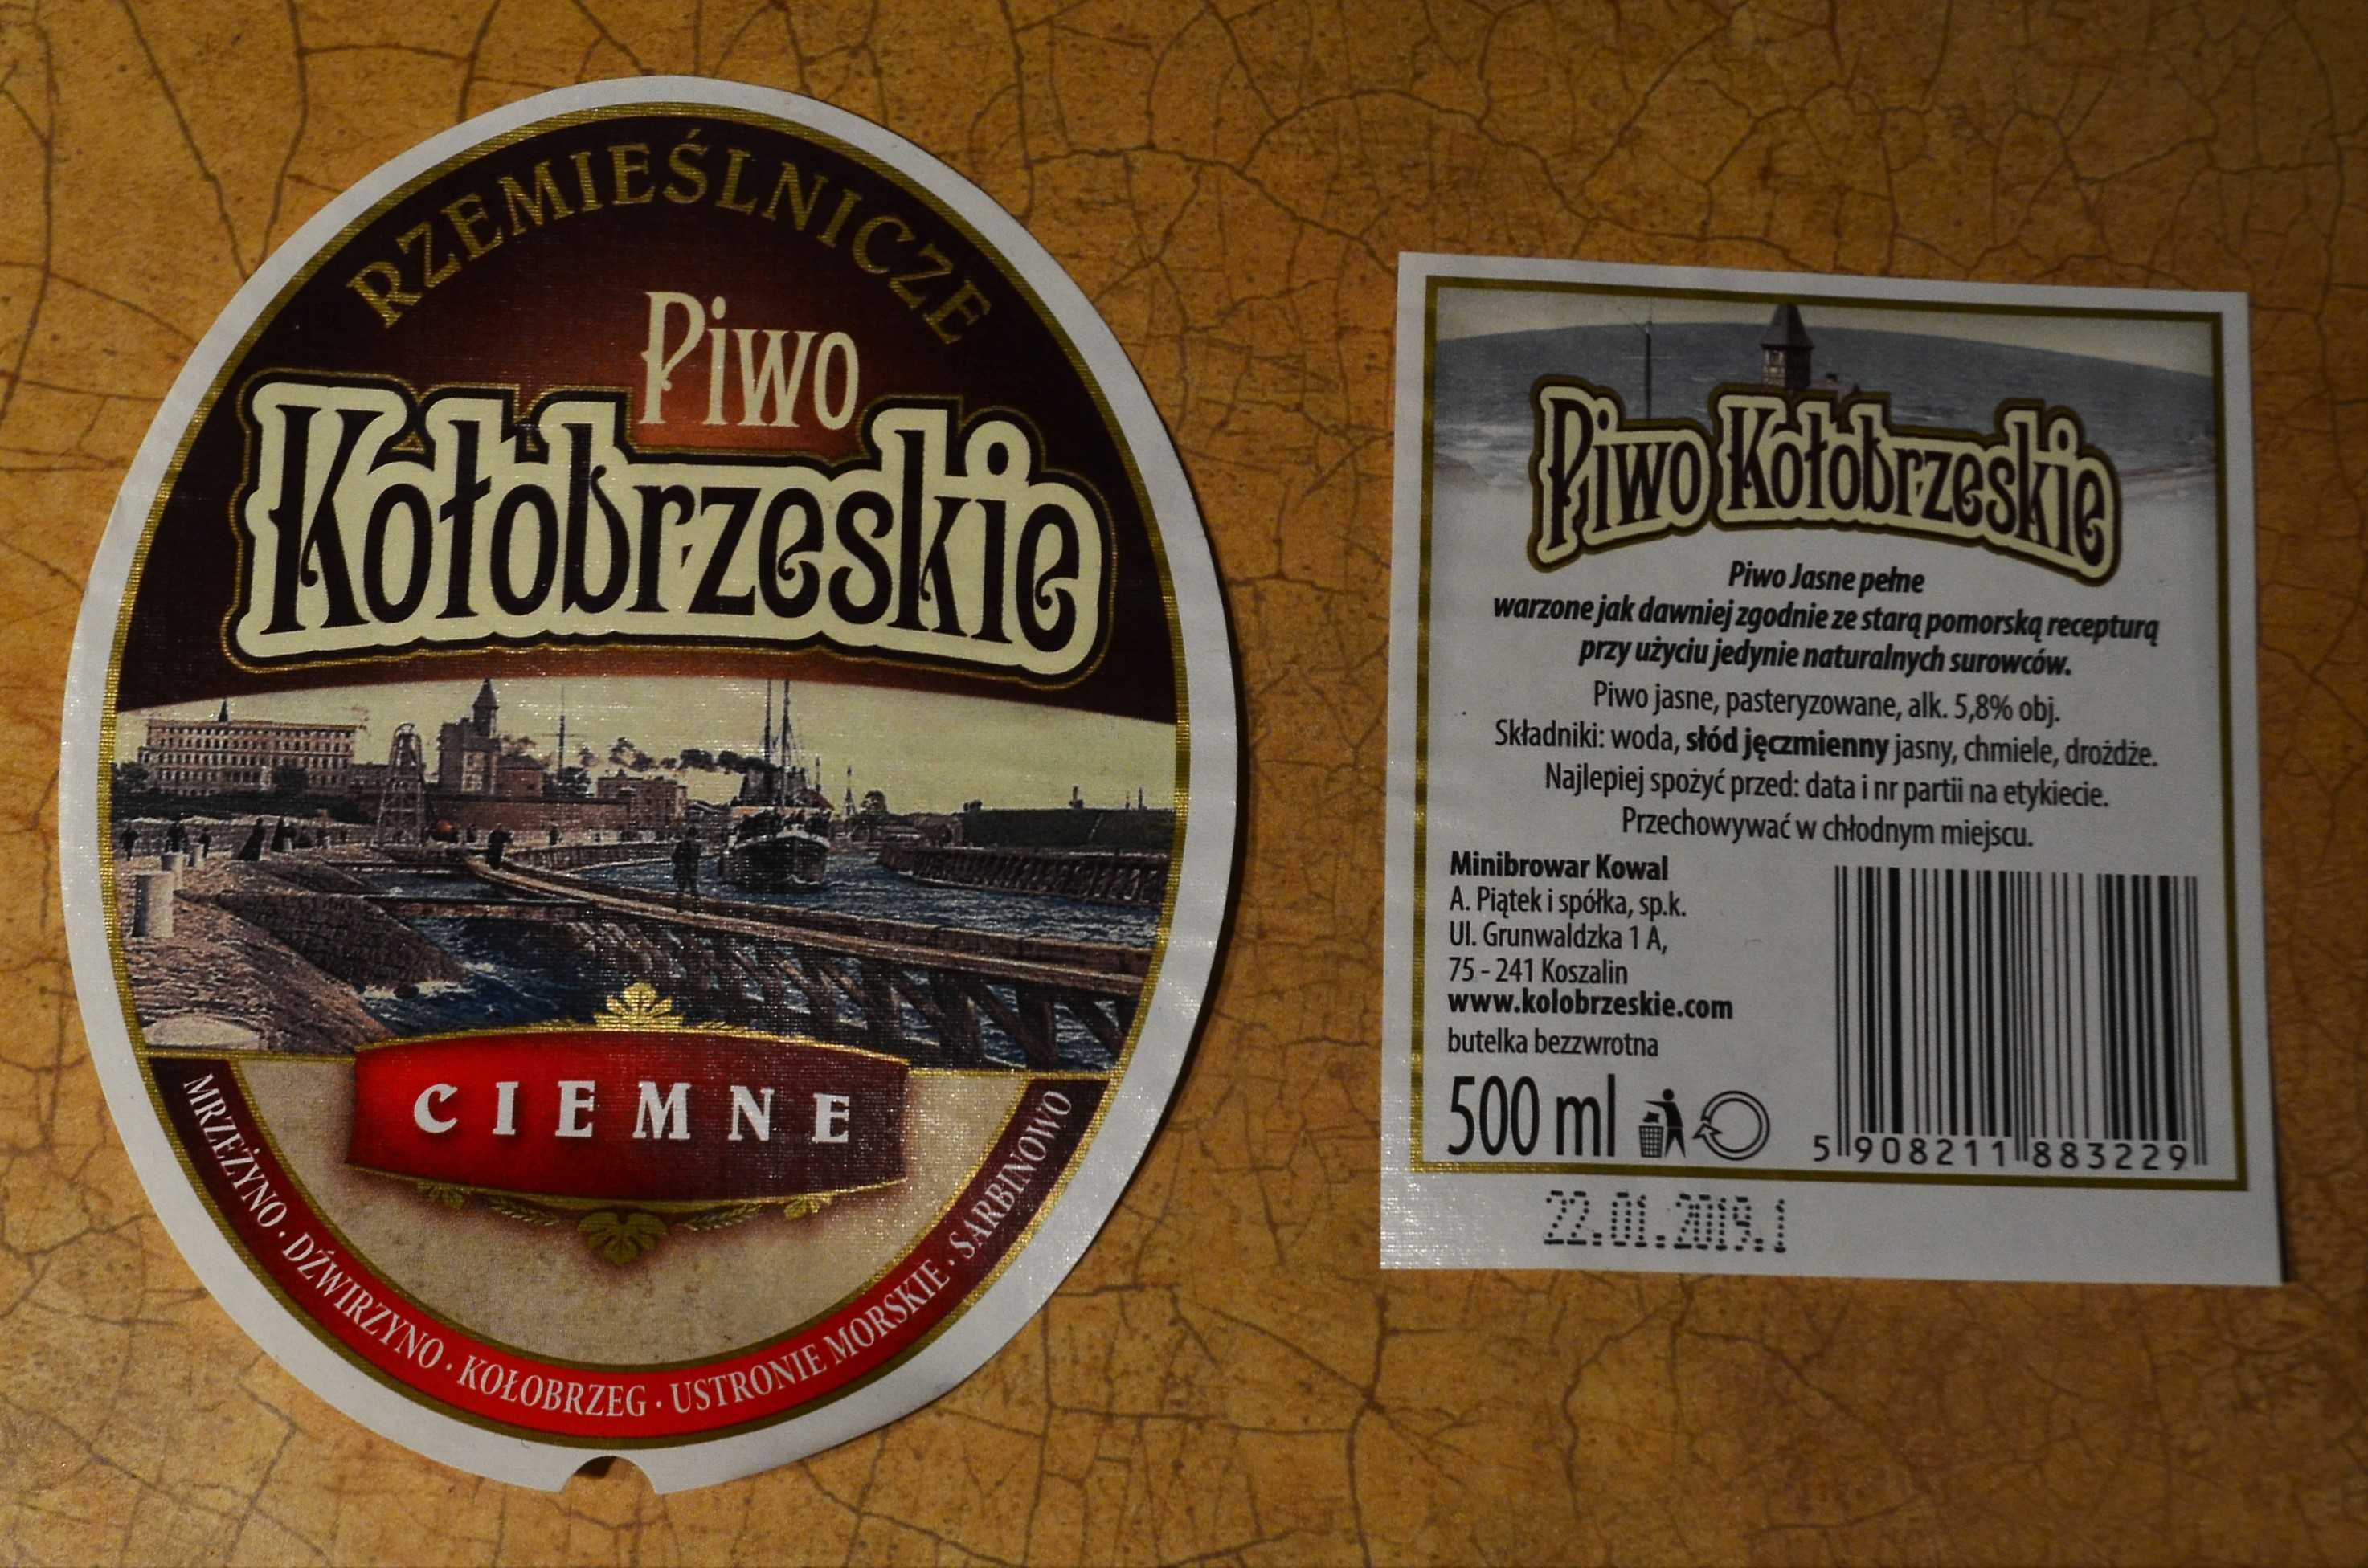 RZEMIEŚLNICZE
Piwo
Kołobrzeskie
CIEMNE
MRZEŻYNO · DŹWIRZYNO · KOŁOBRZEG · USTRONIE MORSKIE · SARBINOWO
Piwo Kołobrzeskie
Piwo Jasne pełne
warzone jak dawniej zgodnie ze starą pomorską recepturą
przy użyciu jedynie naturalnych surowców.
Piwo jasne, pasteryzowane, alk. 5,8% obj.
Składniki: woda, słód jęczmienny jasny, chmiele, drożdże.
Najlepiej spożyć przed: data i nr partii na etykiecie.
Przechowywać w chłodnym miejscu.
Minibrowar Kowal
A. Piątek i spółka, sp.k.
Ul. Grunwaldzka 1 A,
75 - 241 Koszalin
www.kolobrzeskie.com
butelka bezzwrotna
500 ml
5 908211 883229
22.01.2019.1